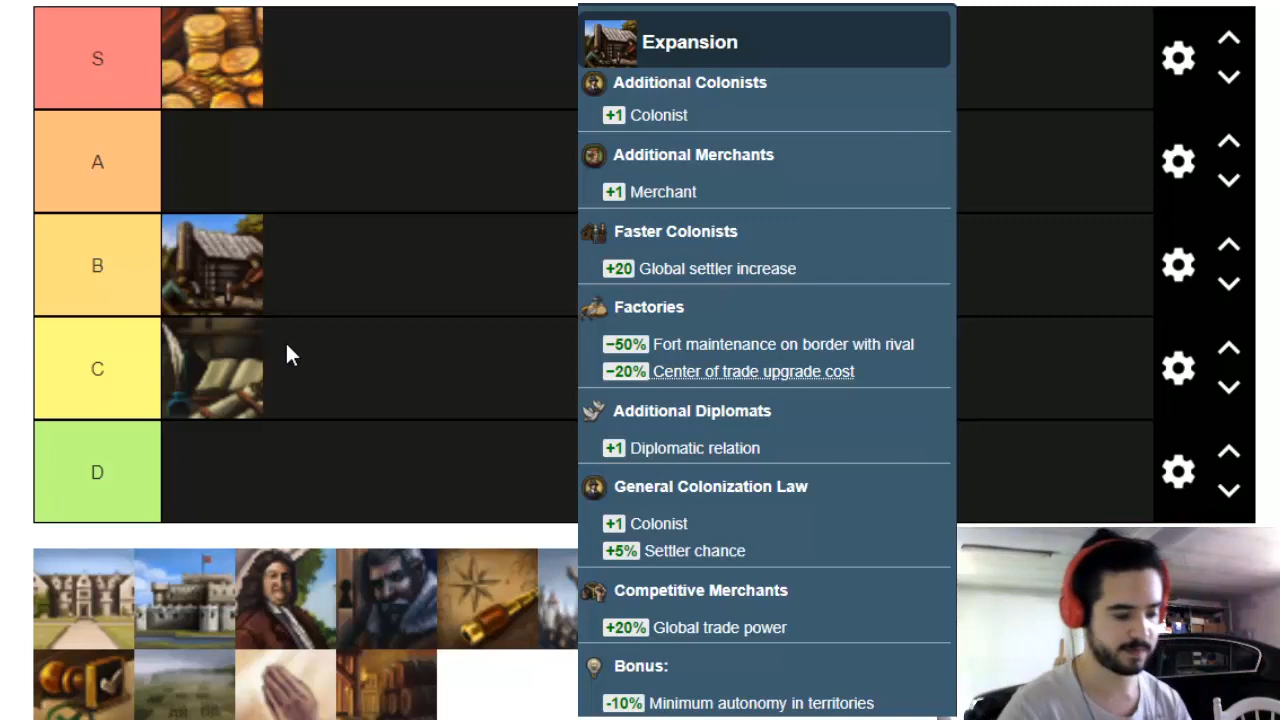 S
A
B
C
D
Expansion
Additional Colonists
+1 Colonist
Additional Merchants
+1 Merchant
Faster Colonists
+20 Global settler increase
Factories
−50% Fort maintenance on border with rival
−20% Center of trade upgrade cost
Additional Diplomats
+1 Diplomatic relation
General Colonization Law
+1 Colonist
+5% Settler chance
Competitive Merchants
+20% Global trade power
Bonus:
-10% Minimum autonomy in territories